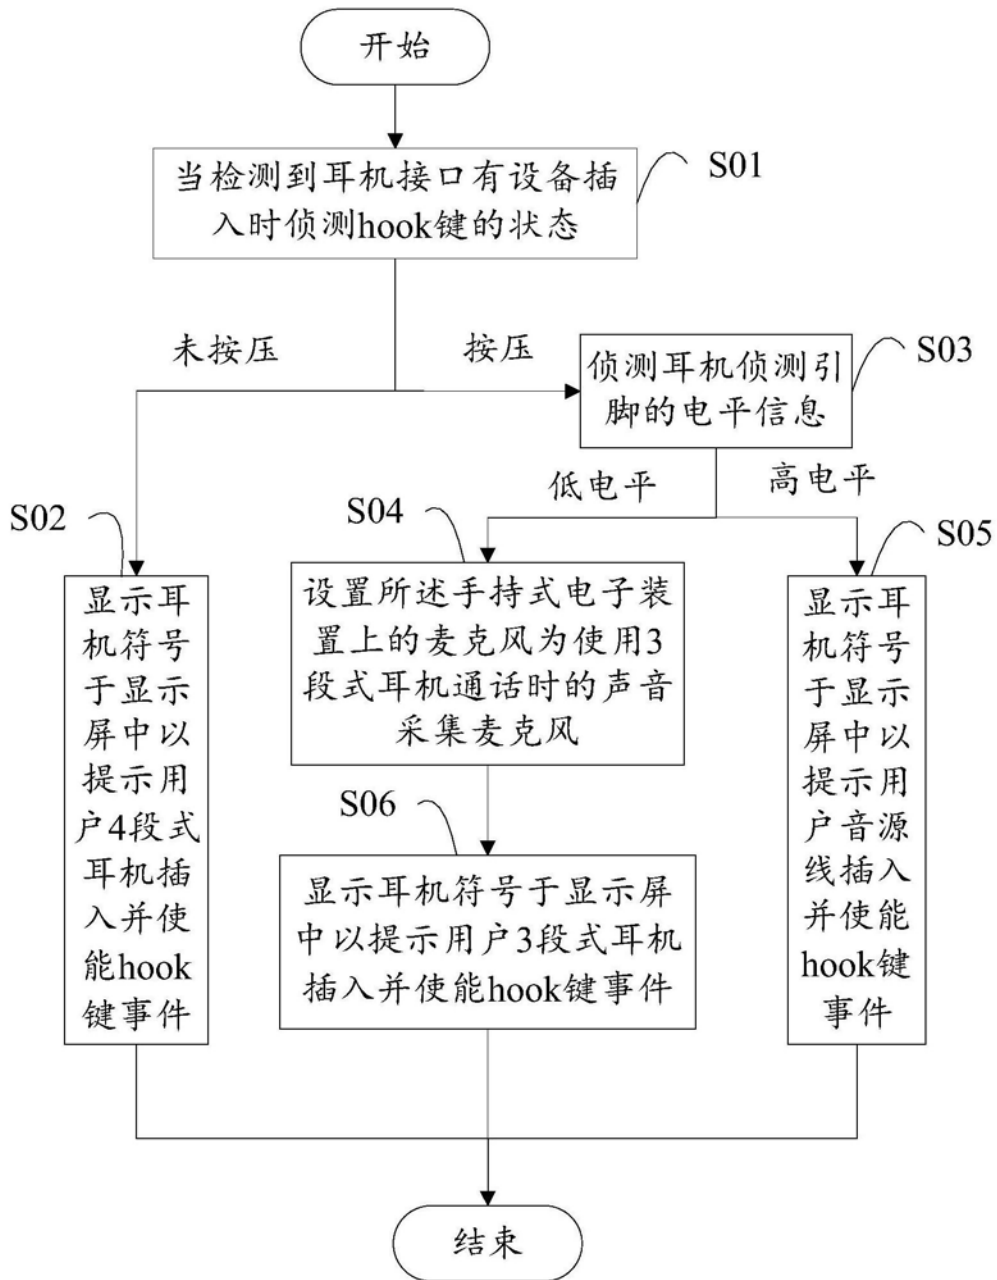 开始
当检测到耳机接口有设备插
入时侦测hook键的状态
S01
未按压
按压
侦测耳机侦测引
脚的电平信息
S03
低电平
高电平
S02
显示耳
机符号
于显示
屏中以
提示用
户4段式
耳机插
入并使
能hook
键事件
S04
设置所述手持式电子装
置上的麦克风为使用3
段式耳机通话时的声音
采集麦克风
S05
显示耳
机符号
于显示
屏中以
提示用
户音源
线插入
并使能
hook键
事件
S06
显示耳机符号于显示屏
中以提示用户3段式耳机
插入并使能hook键事件
结束